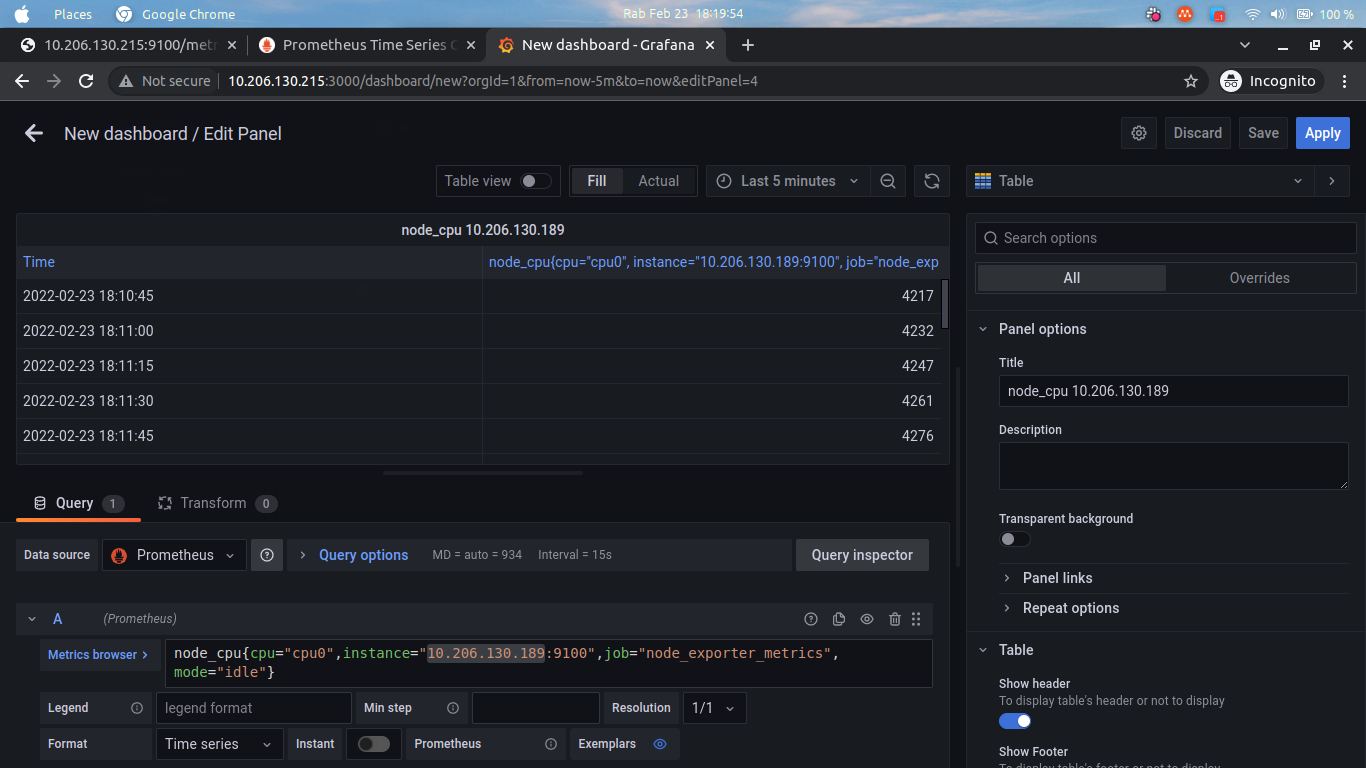 Places Google Chrome Rab Feb 23 18:19:54 100 %
10.206.130.215:9100/metr Prometheus Time Series C New dashboard - Grafana
Not secure 10.206.130.215:3000/dashboard/new?orgId=1&from=now-5m&to=now&editPanel=4 Incognito
New dashboard / Edit Panel Discard Save Apply
Table view Fill Actual Last 5 minutes Table
node_cpu 10.206.130.189
Time node_cpu{cpu="cpu0", instance="10.206.130.189:9100", job="node_exp
2022-02-23 18:10:45 4217
2022-02-23 18:11:00 4232
2022-02-23 18:11:15 4247
2022-02-23 18:11:30 4261
2022-02-23 18:11:45 4276
Query 1 Transform 0
Data source Prometheus Query options MD = auto = 934 Interval = 15s Query inspector
A (Prometheus)
Metrics browser > node_cpu{cpu="cpu0",instance="10.206.130.189:9100",job="node_exporter_metrics",
mode="idle"}
Legend legend format Min step Resolution 1/1
Format Time series Instant Prometheus Exemplars
Search options
All Overrides
Panel options
Title
node_cpu 10.206.130.189
Description
Transparent background
Panel links
Repeat options
Table
Show header
To display table's header or not to display
Show Footer
To display table's footer or not to display